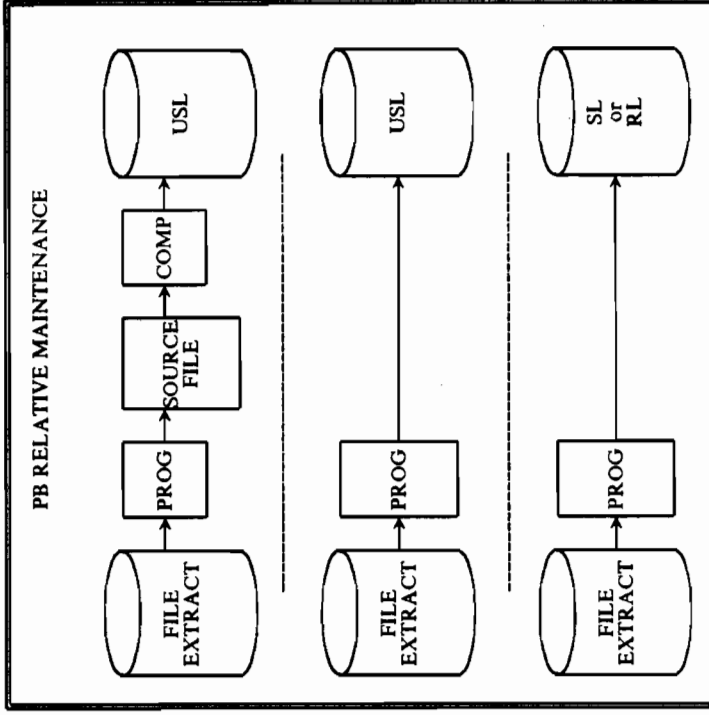 PB RELATIVE MAINTENANCE
FILE
EXTRACT
PROG
SOURCE
FILE
COMP
USL
FILE
EXTRACT
PROG
USL
FILE
EXTRACT
PROG
SL
or
RL